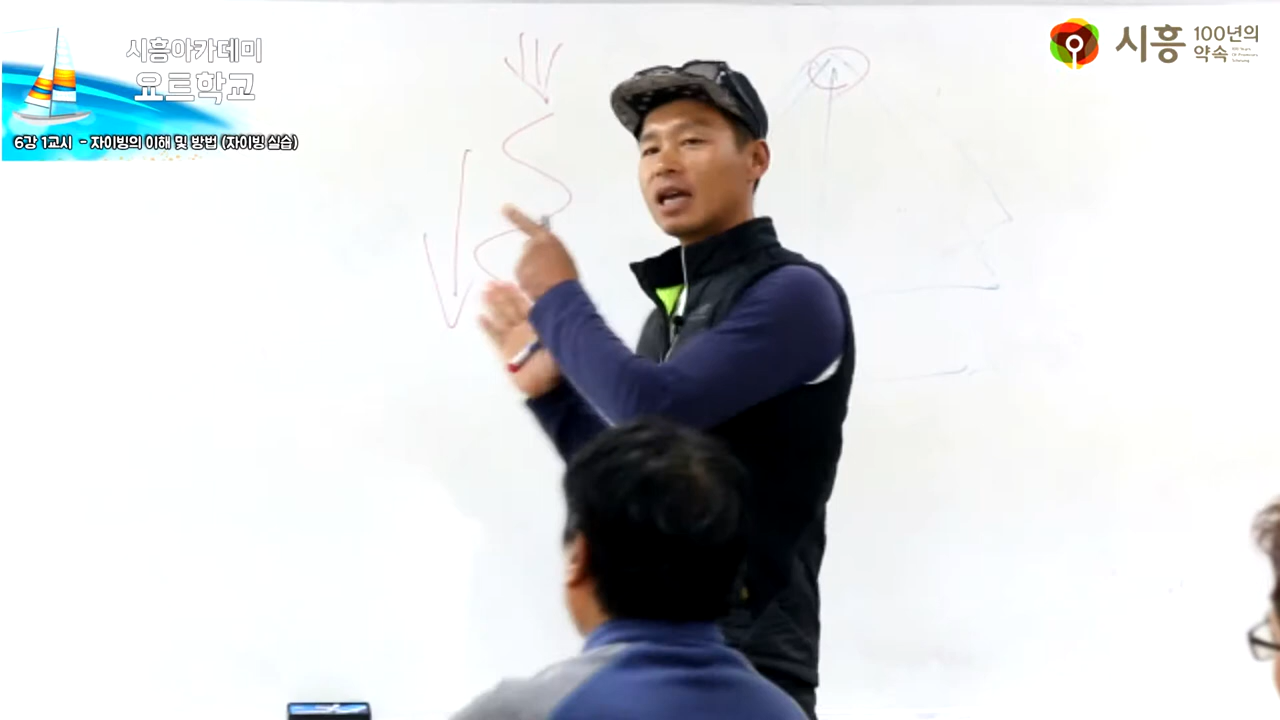 시흥아카데미
요트학교
6강 1교시 - 자이빙의 이해 및 방법 (자이빙 실습)
시흥
100년의
약속